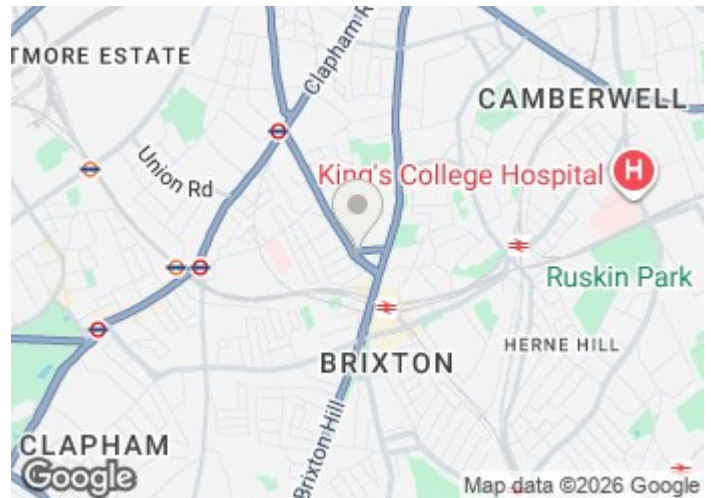 TMORE ESTATE
Clapham R
CAMBERWELL
Union Rd
King's College Hospital
H
Ruskin Park
BRIXTON
HERNE HILL
Brixton Hill
CLAPHAM
Google
Map data ©2026 Google